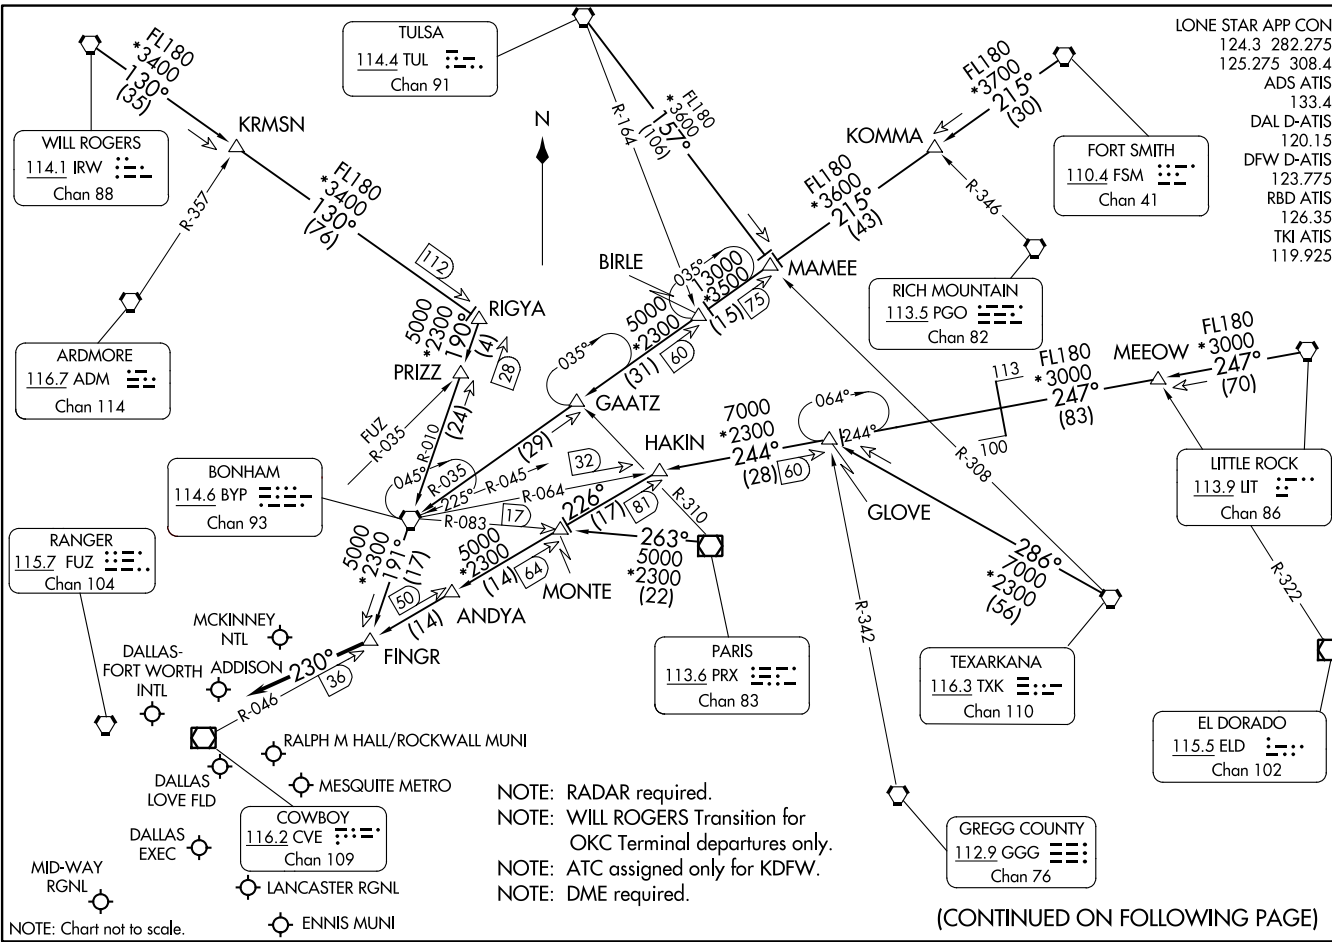 LONE STAR APP CON
124.3 282.275
125.275 308.4
ADS ATIS
133.4
DAL D-ATIS
120.15
DFW D-ATIS
123.775
RBD ATIS
126.35
TKI ATIS
119.925
TULSA
114.4 TUL
Chan 91
FL180
*3400
130°
(35)
KRMSN
WILL ROGERS
114.1 IRW
Chan 88
R-357
FL180
*3400
130°
(76)
N
R-164
FL180
*3600
157°
(106)
FL180
*3700
215°
(30)
KOMMA
FORT SMITH
110.4 FSM
Chan 41
R-346
FL180
*3600
215°
(43)
MAMEE
BIRLE
035°
13000
*3500
(15)
75
RICH MOUNTAIN
113.5 PGO
Chan 82
112
RIGYA
5000
*2300
190°
(4)
28
PRIZZ
ARDMORE
116.7 ADM
Chan 114
035°
5000
*2300
(31)
60
GAATZ
FL180
*3000
247°
(70)
MEEOW
113
100
FL180
*3000
247°
(83)
FUZ
R-035
R-010
(24)
(29)
HAKIN
7000
*2300
244°
(28)
60
064°
244°
GLOVE
R-308
LITTLE ROCK
113.9 LIT
Chan 86
R-322
BONHAM
114.6 BYP
Chan 93
045°
R-035
225°
R-045
32
R-064
R-083
17
226°
(17)
81
R-310
263°
5000
*2300
(22)
MONTE
5000
*2300
(14)
64
ANDYA
5000
*2300
191°
(17)
50
(14)
FINGR
286°
7000
*2300
(56)
R-342
RANGER
115.7 FUZ
Chan 104
PARIS
113.6 PRX
Chan 83
TEXARKANA
116.3 TXK
Chan 110
EL DORADO
115.5 ELD
Chan 102
MCKINNEY
NTL
ADDISON
DALLAS-
FORT WORTH
INTL
230°
R-046
36
RALPH M HALL/ROCKWALL MUNI
MESQUITE METRO
DALLAS
LOVE FLD
COWBOY
116.2 CVE
Chan 109
DALLAS
EXEC
MID-WAY
RGNL
LANCASTER RGNL
ENNIS MUNI
GREGG COUNTY
112.9 GGG
Chan 76
NOTE: RADAR required.
NOTE: WILL ROGERS Transition for
OKC Terminal departures only.
NOTE: ATC assigned only for KDFW.
NOTE: DME required.
NOTE: Chart not to scale.
(CONTINUED ON FOLLOWING PAGE)